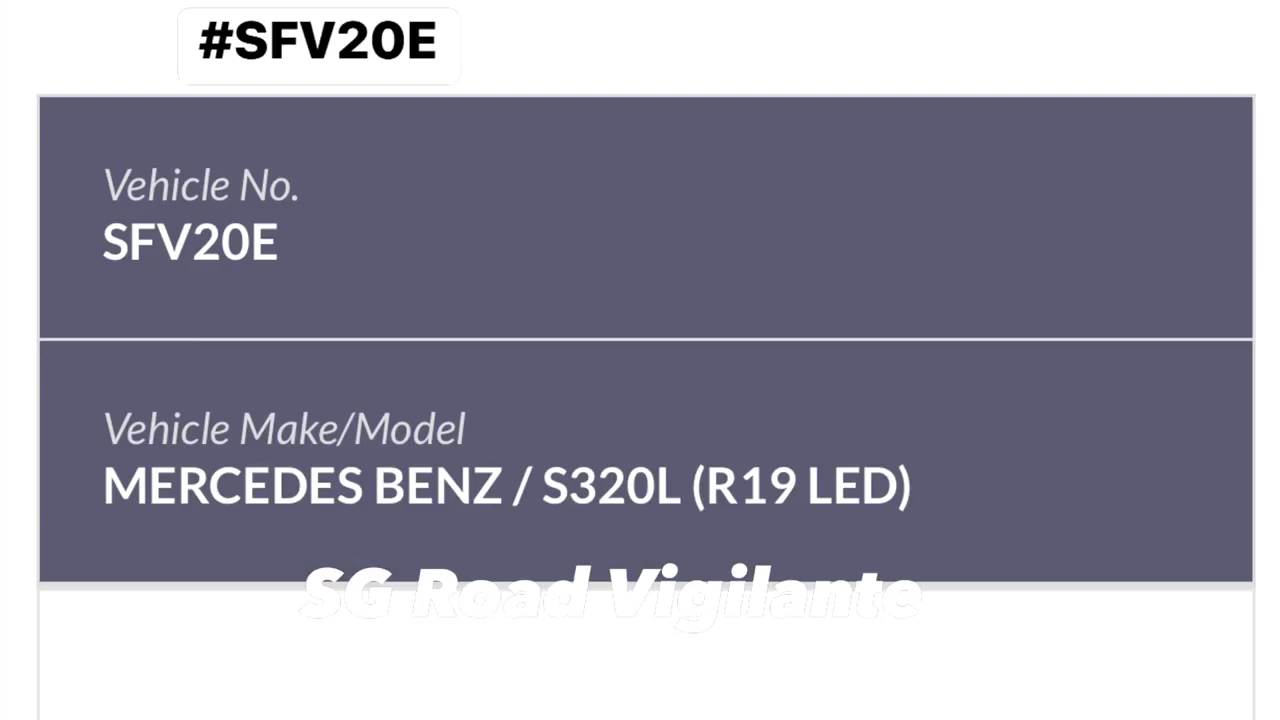 #SFV20E
Vehicle No.
SFV20E
Vehicle Make/Model
MERCEDES BENZ / S320L (R19 LED)
SG Road Vigilante